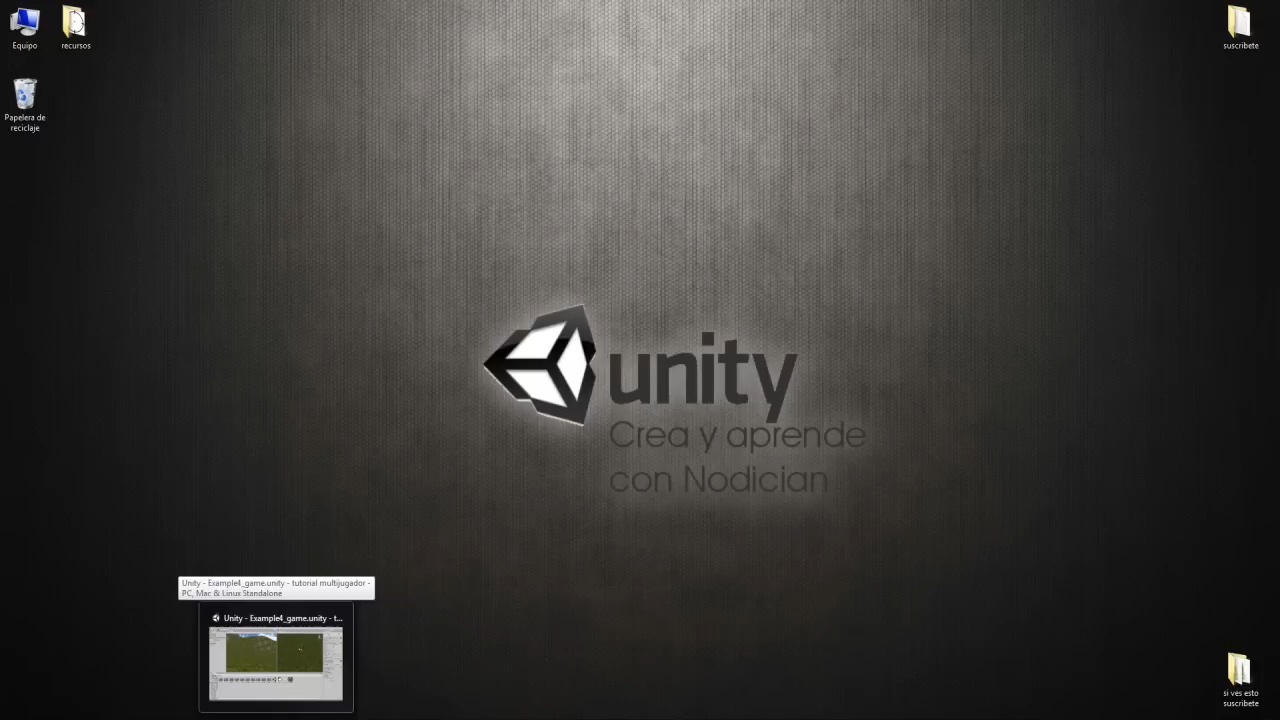 Equipo
recursos
suscribete
Papelera de
reciclaje
unity
Crea y aprende
con Nodician
Unity - Example4_game.unity - tutorial multijugador -
PC, Mac & Linux Standalone
Unity - Example4_game.unity - t...
si ves esto
suscribete